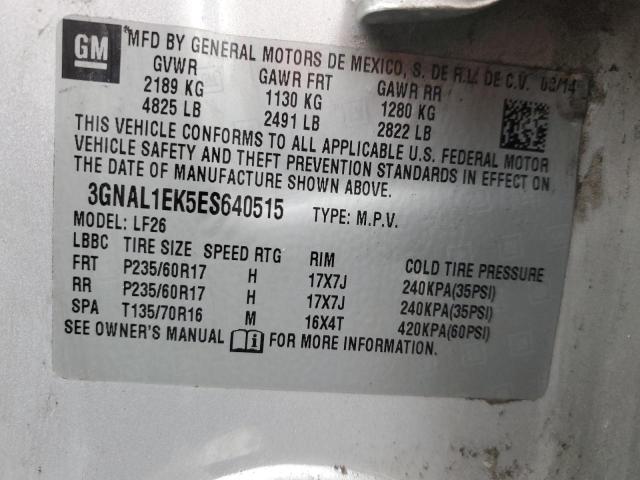 GM
MFD BY GENERAL MOTORS DE MEXICO, S. DE R.L. DE C.V. 03/14
GVWR GAWR FRT GAWR RR
2189 KG 1130 KG 1280 KG
4825 LB 2491 LB 2822 LB
THIS VEHICLE CONFORMS TO ALL APPLICABLE U.S. FEDERAL MOTOR
VEHICLE SAFETY AND THEFT PREVENTION STANDARDS IN EFFECT ON
THE DATE OF MANUFACTURE SHOWN ABOVE.
3GNAL1EK5ES640515 TYPE: M.P.V.
MODEL: LF26
LBBC TIRE SIZE SPEED RTG RIM COLD TIRE PRESSURE
FRT P235/60R17 H 17X7J 240KPA(35PSI)
RR P235/60R17 H 17X7J 240KPA(35PSI)
SPA T135/70R16 M 16X4T 420KPA(60PSI)
SEE OWNER'S MANUAL FOR MORE INFORMATION.